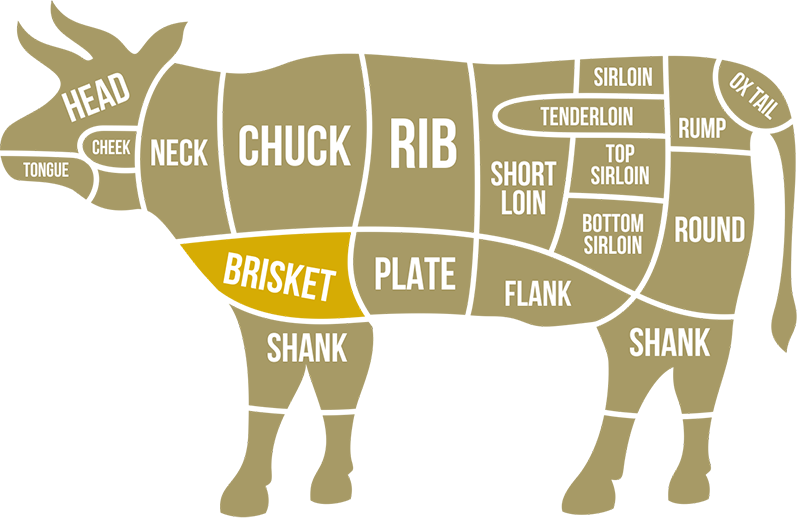 HEAD
CHEEK
TONGUE
NECK
CHUCK
RIB
SHORT
LOIN
SIRLOIN
TENDERLOIN
TOP
SIRLOIN
BOTTOM
SIRLOIN
RUMP
OX TAIL
ROUND
BRISKET
PLATE
FLANK
SHANK
SHANK